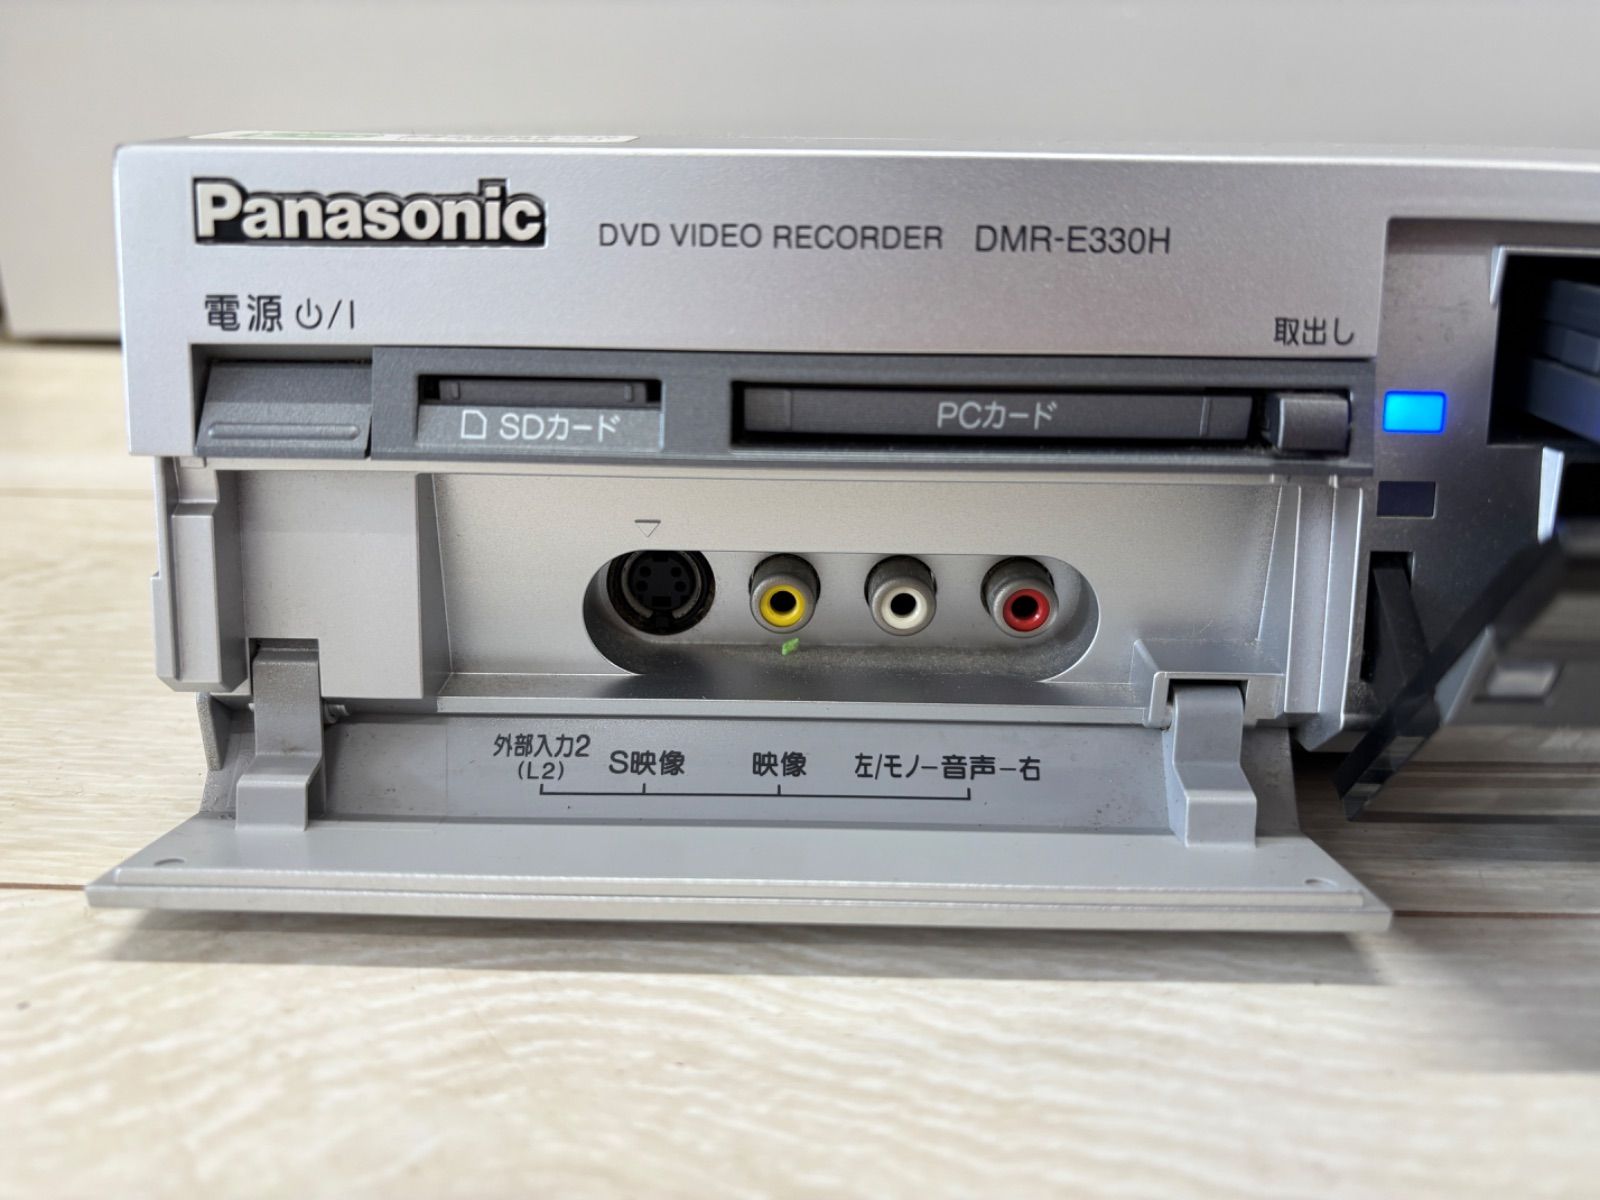 Panasonic
DVD VIDEO RECORDER DMR-E330H
電源 ⏻/I
取出し
SDカード
PCカード
外部入力2
(L2)
S映像
映像
左/モノー音声ー右